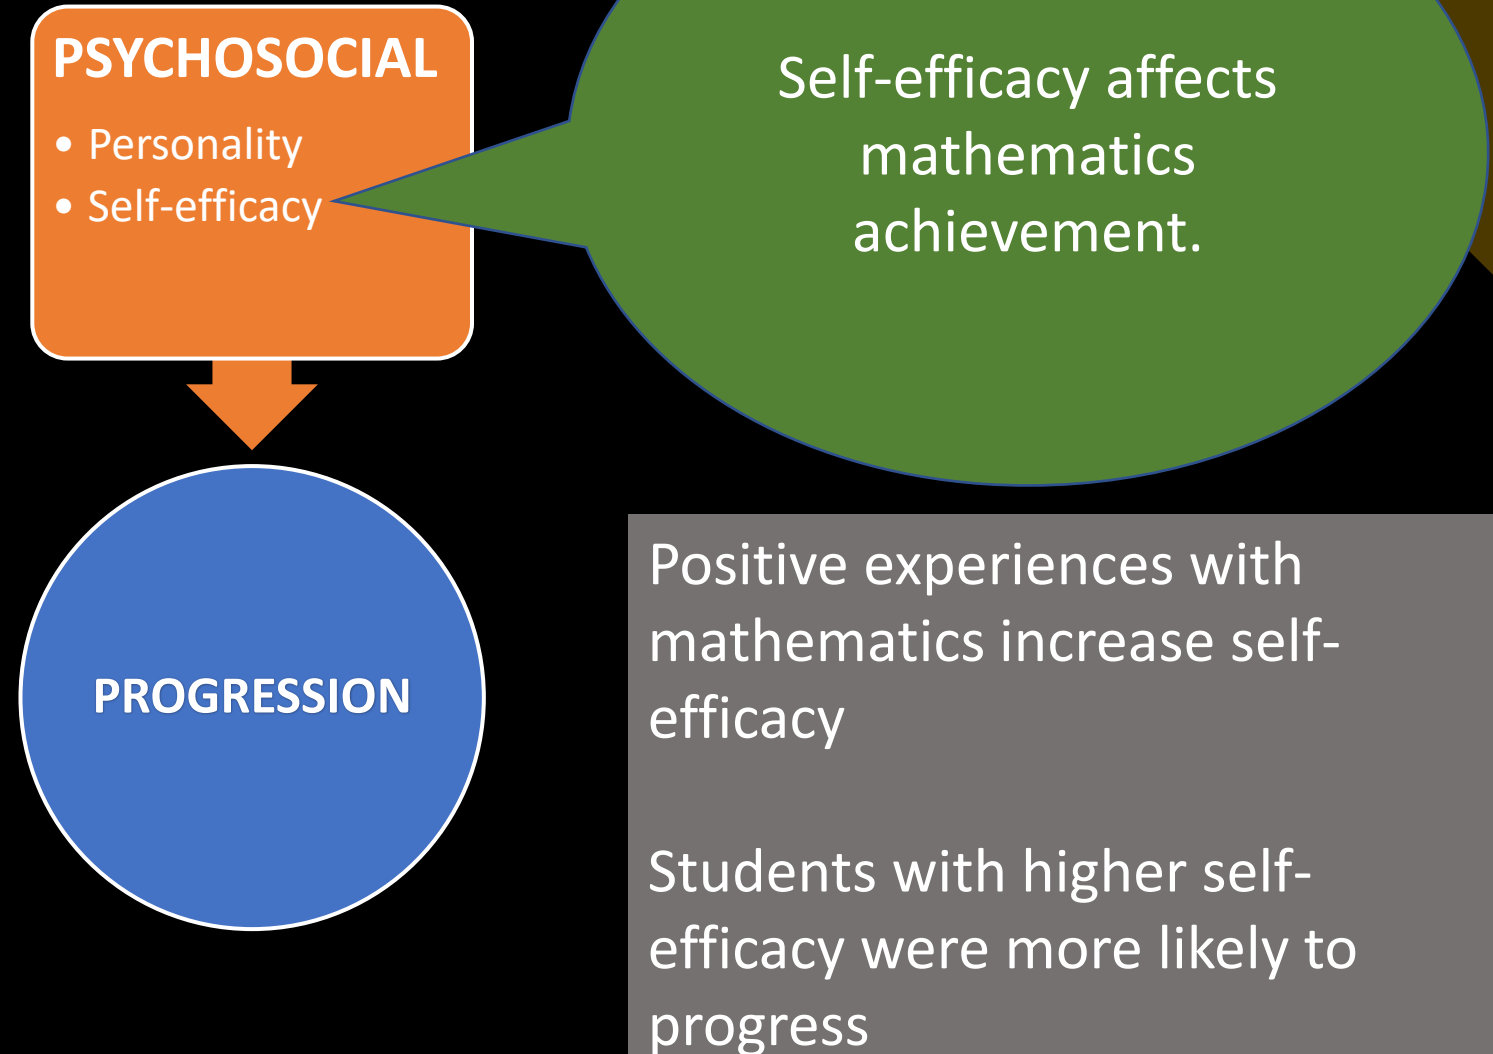 PSYCHOSOCIAL
• Personality
• Self-efficacy
Self-efficacy affects
mathematics
achievement.
PROGRESSION
Positive experiences with
mathematics increase self-
efficacy
Students with higher self-
efficacy were more likely to
progress